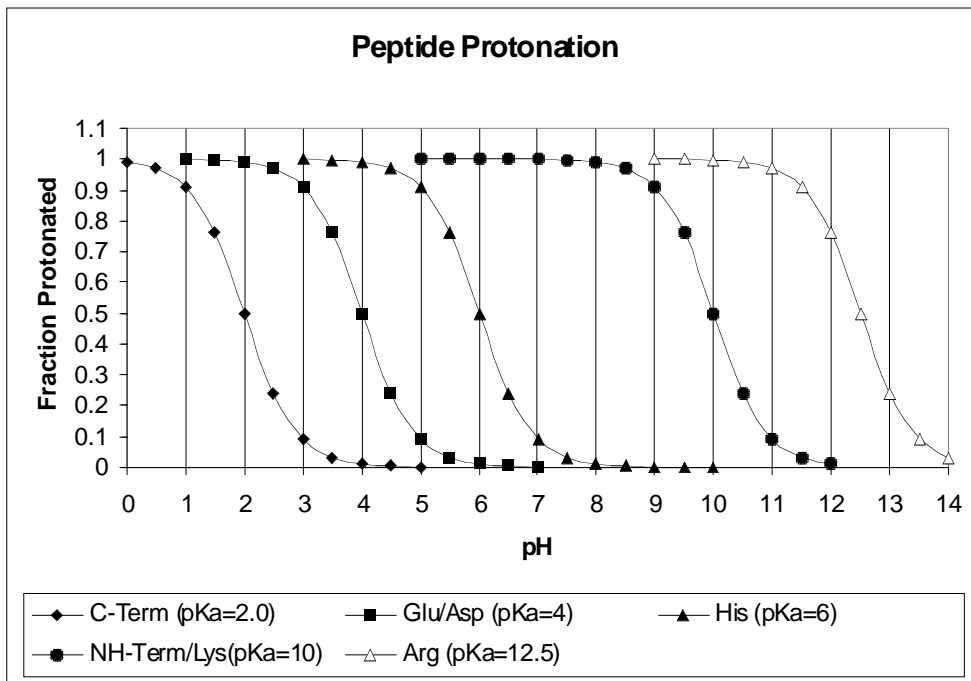 Peptide Protonation
Fraction Protonated
1.1
1
0.9
0.8
0.7
0.6
0.5
0.4
0.3
0.2
0.1
0
0 1 2 3 4 5 6 7 8 9 10 11 12 13 14
pH
C-Term (pKa=2.0) Glu/Asp (pKa=4) His (pKa=6)
NH-Term/Lys(pKa=10) Arg (pKa=12.5)